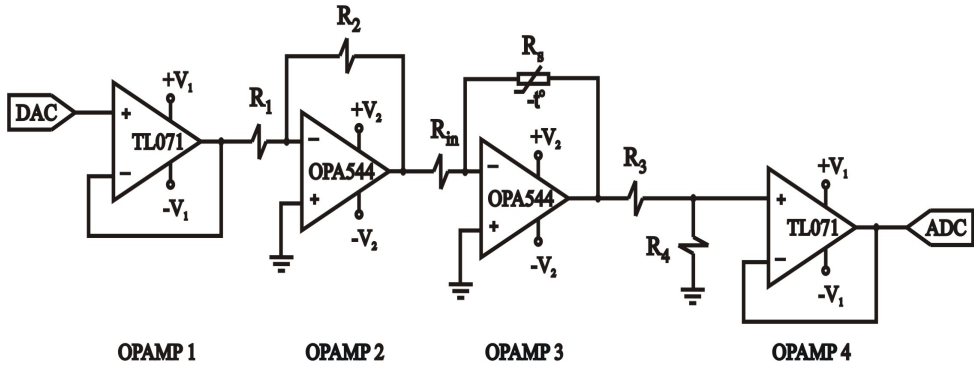 R₂
Rₛ
-tº
+V₁
DAC
+
TL071
−
-V₁
R₁
+V₂
−
OPA544
+
-V₂
Rᵢₙ
+V₂
−
OPA544
+
-V₂
R₃
R₄
+V₁
+
TL071
−
-V₁
ADC
OPAMP 1
OPAMP 2
OPAMP 3
OPAMP 4